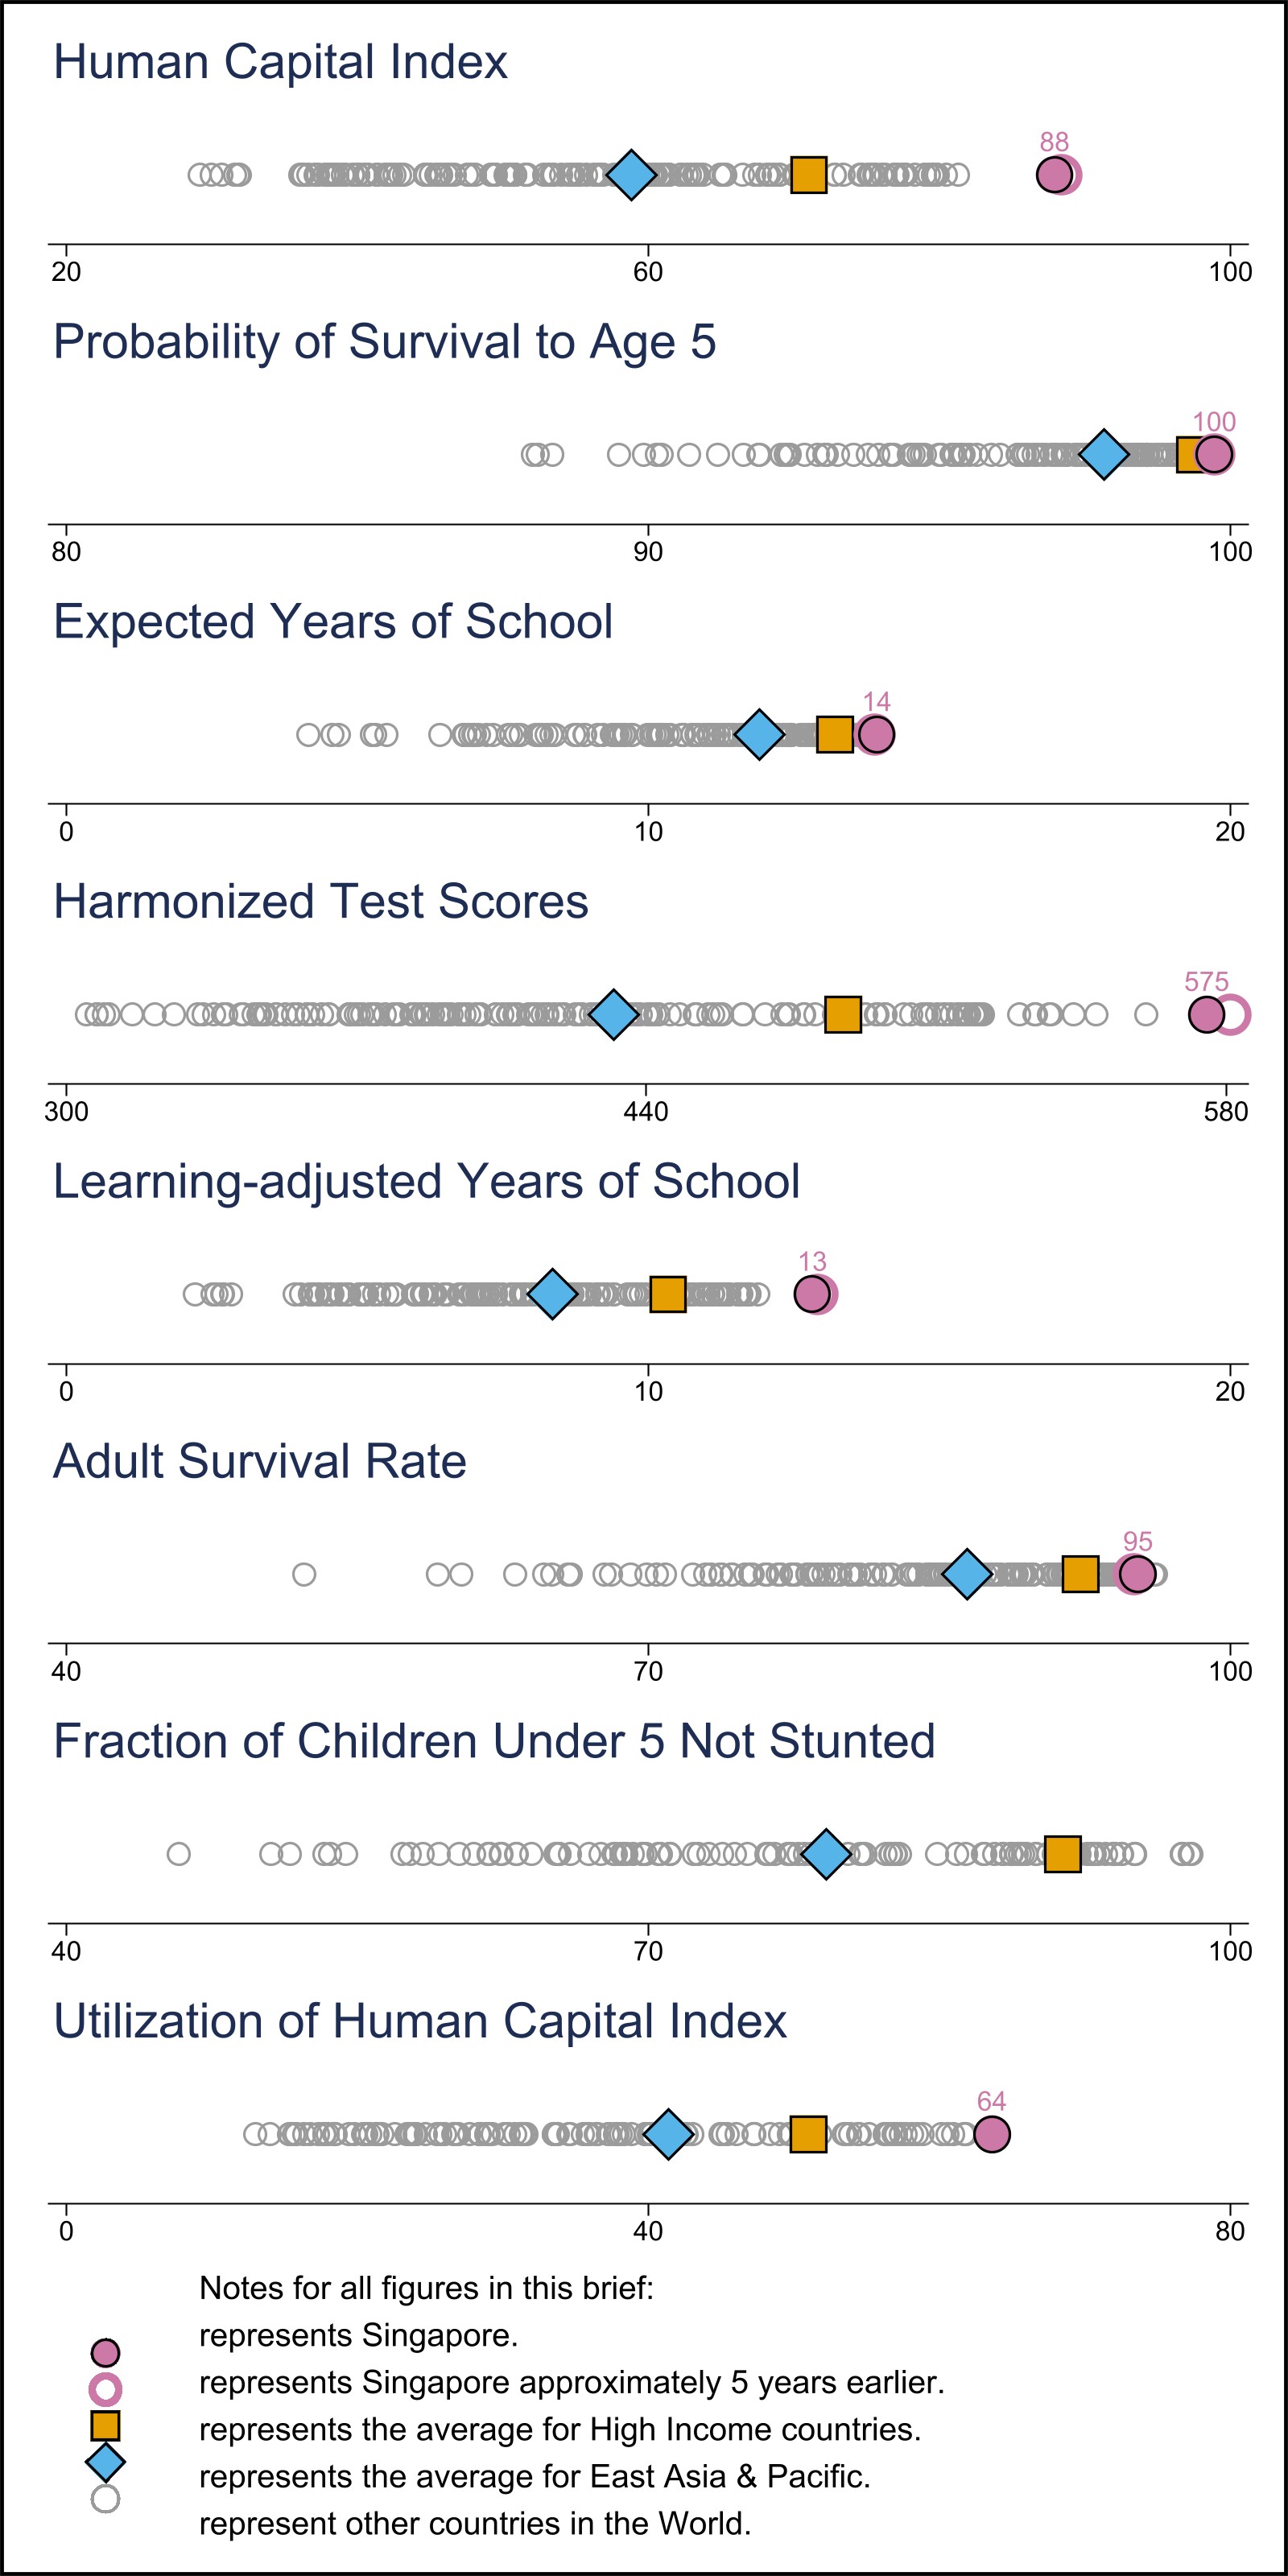 Human Capital Index
88
20 60 100
Probability of Survival to Age 5
100
80 90 100
Expected Years of School
14
0 10 20
Harmonized Test Scores
575
300 440 580
Learning-adjusted Years of School
13
0 10 20
Adult Survival Rate
95
40 70 100
Fraction of Children Under 5 Not Stunted
40 70 100
Utilization of Human Capital Index
64
0 40 80
Notes for all figures in this brief:
represents Singapore.
represents Singapore approximately 5 years earlier.
represents the average for High Income countries.
represents the average for East Asia & Pacific.
represent other countries in the World.